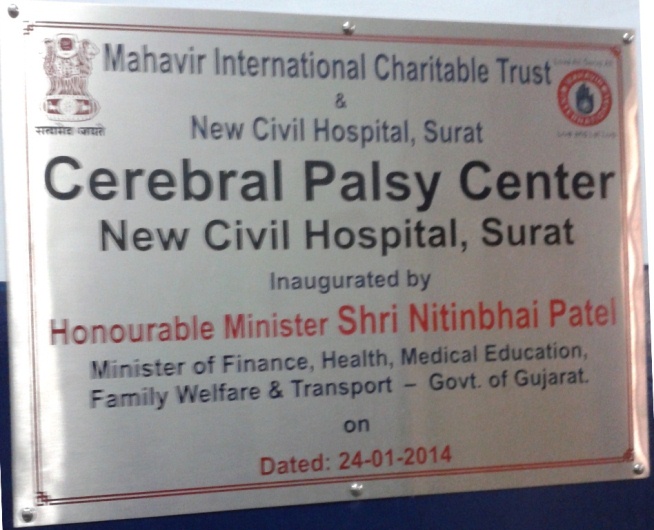 Mahavir International Charitable Trust
&
New Civil Hospital, Surat
सत्यमेव जयते
Cerebral Palsy Center
New Civil Hospital, Surat
Inaugurated by
Honourable Minister Shri Nitinbhai Patel
Minister of Finance, Health, Medical Education,
Family Welfare & Transport – Govt. of Gujarat.
on
Dated: 24-01-2014